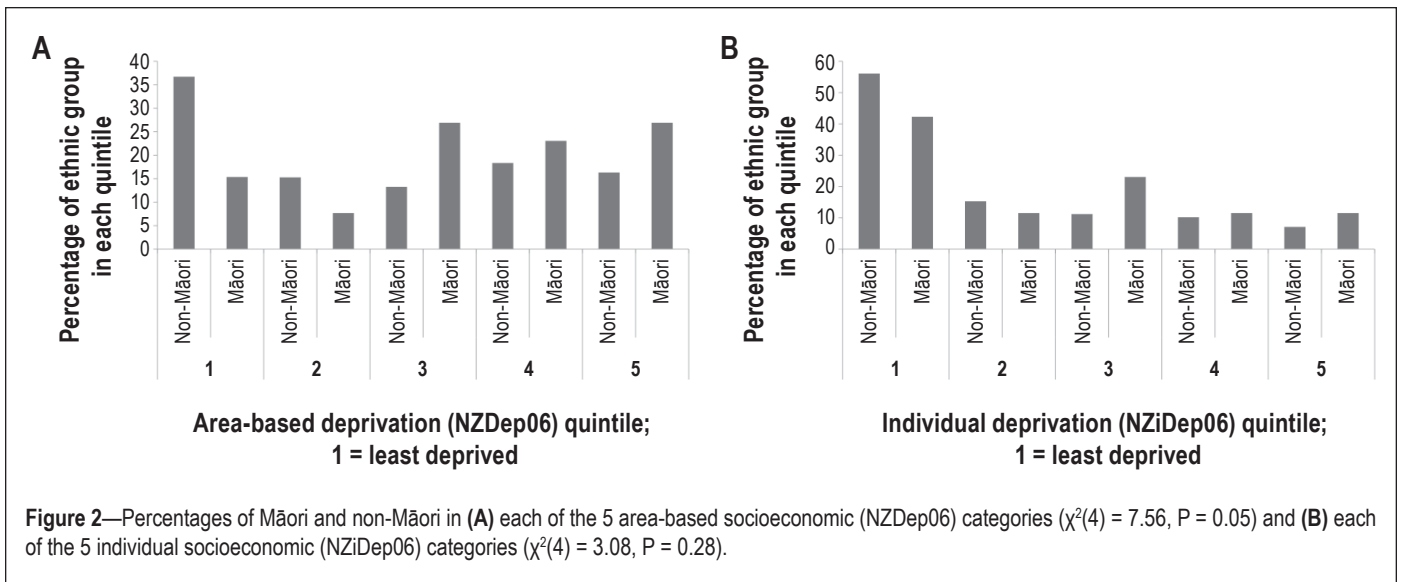 A
Percentage of ethnic group
in each quintile
40
35
30
25
20
15
10
5
0
Non-Māori
Māori
Non-Māori
Māori
Non-Māori
Māori
Non-Māori
Māori
Non-Māori
Māori
1
2
3
4
5
Area-based deprivation (NZDep06) quintile;
1 = least deprived
B
Percentage of ethnic group
in each quintile
60
50
40
30
20
10
0
Non-Māori
Māori
Non-Māori
Māori
Non-Māori
Māori
Non-Māori
Māori
Non-Māori
Māori
1
2
3
4
5
Individual deprivation (NZiDep06) quintile;
1 = least deprived
Figure 2—Percentages of Māori and non-Māori in (A) each of the 5 area-based socioeconomic (NZDep06) categories (χ²(4) = 7.56, P = 0.05) and (B) each
of the 5 individual socioeconomic (NZiDep06) categories (χ²(4) = 3.08, P = 0.28).